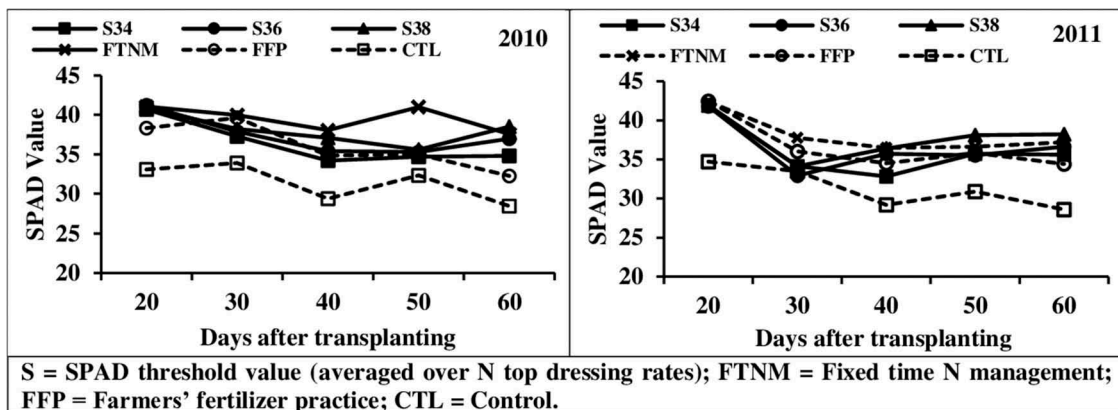 S34 S36 S38 2010
FTNM FFP CTL
45
40
35
30
25
20
SPAD Value
20 30 40 50 60
Days after transplanting
S34 S36 S38 2011
FTNM FFP CTL
45
40
35
30
25
20
SPAD Value
20 30 40 50 60
Days after transplanting
S = SPAD threshold value (averaged over N top dressing rates); FTNM = Fixed time N management;
FFP = Farmers’ fertilizer practice; CTL = Control.